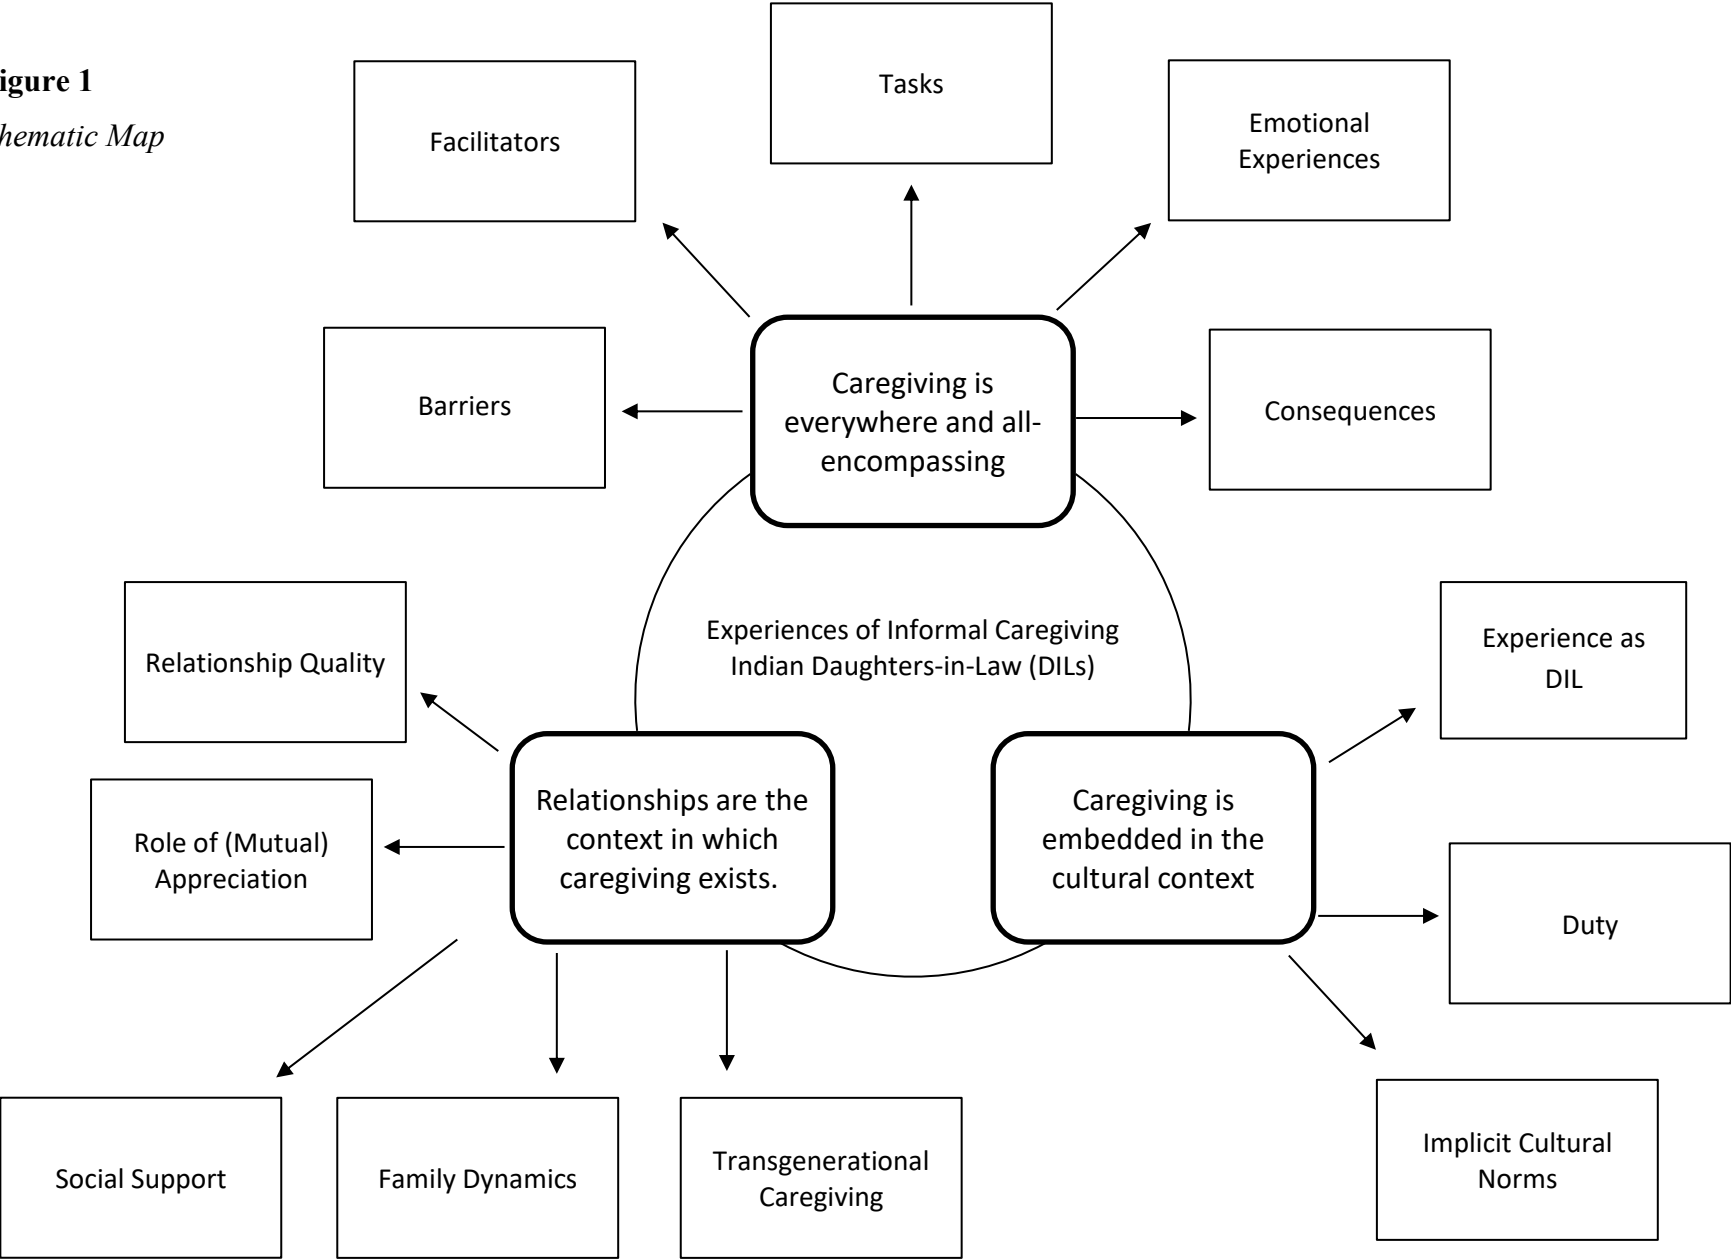 igure 1
hematic Map
Tasks
Facilitators
Emotional
Experiences
Barriers
Caregiving is
everywhere and all-
encompassing
Consequences
Experiences of Informal Caregiving
Indian Daughters-in-Law (DILs)
Relationship Quality
Experience as
DIL
Role of (Mutual)
Appreciation
Relationships are the
context in which
caregiving exists.
Caregiving is
embedded in the
cultural context
Duty
Social Support
Family Dynamics
Transgenerational
Caregiving
Implicit Cultural
Norms